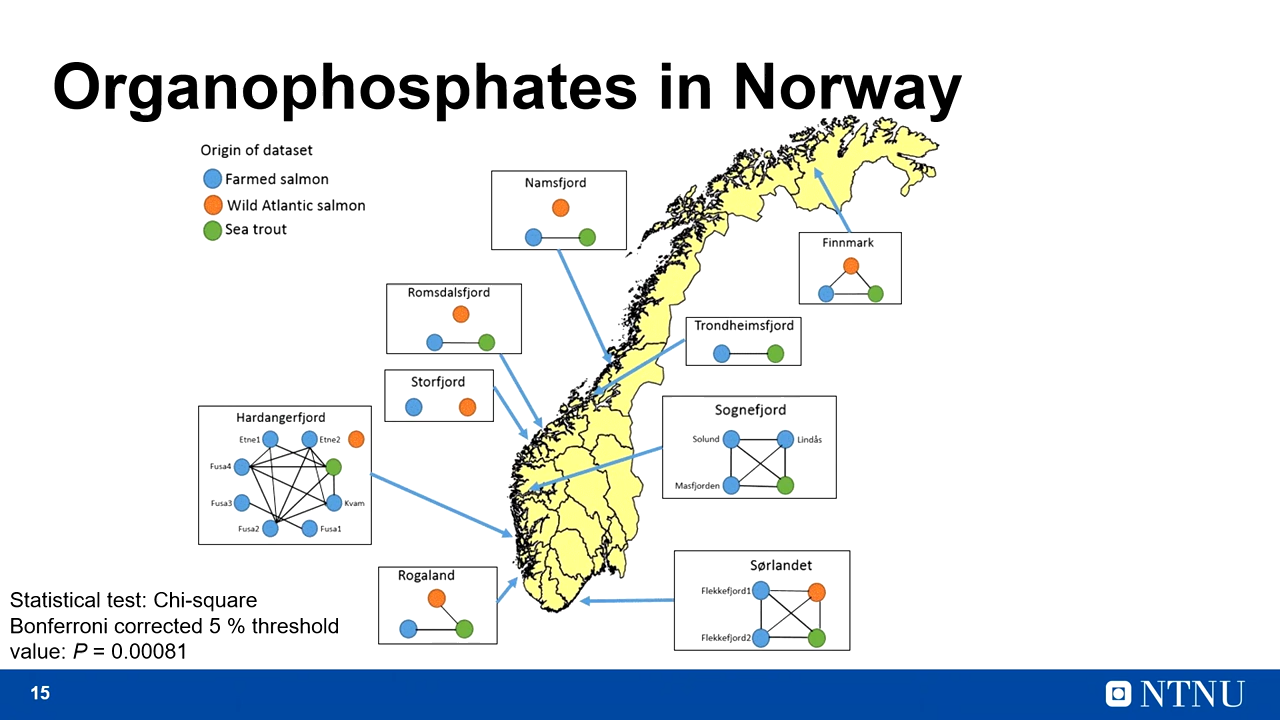 Organophosphates in Norway
Origin of dataset
Farmed salmon
Wild Atlantic salmon
Sea trout
Namsfjord
Finnmark
Romsdalsfjord
Trondheimsfjord
Storfjord
Hardangerfjord
Etne1
Etne2
Fusa4
Fusa3
Kvam
Fusa2
Fusa1
Sognefjord
Solund
Lindås
Masfjorden
Rogaland
Sørlandet
Flekkefjord1
Flekkefjord2
Statistical test: Chi-square
Bonferroni corrected 5 % threshold
value: P = 0.00081
15
NTNU